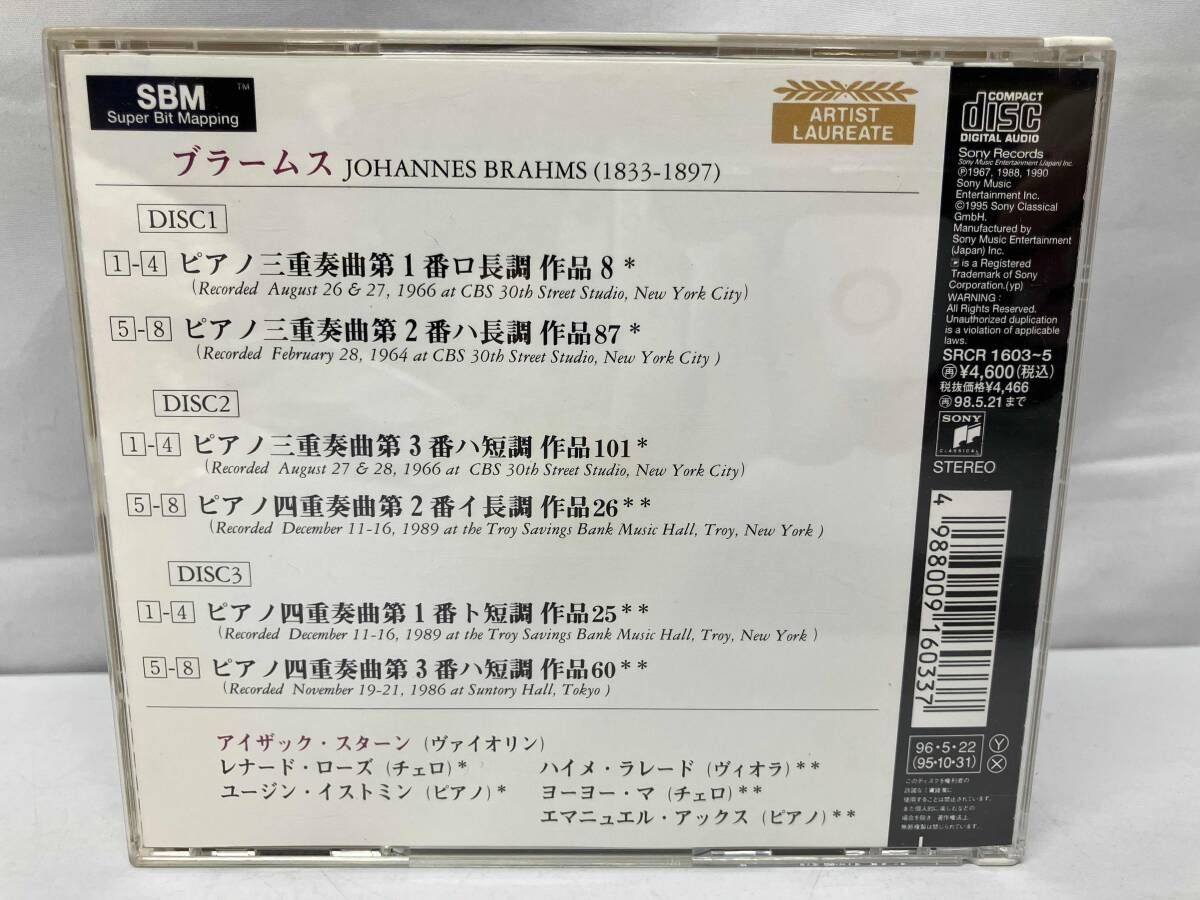 SBM TM
Super Bit Mapping
ARTIST
LAUREATE
ブラームス JOHANNES BRAHMS (1833-1897)
DISC1
1-4 ピアノ三重奏曲第1番ロ長調 作品8*
(Recorded August 26 & 27, 1966 at CBS 30th Street Studio, New York City)
5-8 ピアノ三重奏曲第2番ハ長調 作品87*
(Recorded February 28, 1964 at CBS 30th Street Studio, New York City )
DISC2
1-4 ピアノ三重奏曲第3番ハ短調 作品101*
(Recorded August 27 & 28, 1966 at CBS 30th Street Studio, New York City)
5-8 ピアノ四重奏曲第2番イ長調 作品26**
(Recorded December 11-16, 1989 at the Troy Savings Bank Music Hall, Troy, New York )
DISC3
1-4 ピアノ四重奏曲第1番ト短調 作品25**
(Recorded December 11-16, 1989 at the Troy Savings Bank Music Hall, Troy, New York )
5-8 ピアノ四重奏曲第3番ハ短調 作品60**
(Recorded November 19-21, 1986 at Suntory Hall, Tokyo )
アイザック・スターン (ヴァイオリン)
レナード・ローズ (チェロ)* ハイメ・ラレード (ヴィオラ)**
ユージン・イストミン (ピアノ)* ヨーヨー・マ (チェロ)**
エマニュエル・アックス (ピアノ)**
COMPACT
disc
DIGITAL AUDIO
Sony Records
Sony Music Entertainment (Japan) Inc.
Ⓟ1967, 1988, 1990
Sony Music
Entertainment Inc.
©1995 Sony Classical
GmbH.
Manufactured by
Sony Music Entertainment
(Japan) Inc.
is a Registered
Trademark of Sony
Corporation.(yp)
WARNING :
All Rights Reserved.
Unauthorized duplication
is a violation of applicable
laws.
SRCR 1603~5
再¥4,600(税込)
税抜価格¥4,466
再98.5.21まで
SONY
CLASSICAL
STEREO
4 988009 160337
96・5・22 Y
(95・10・31) X